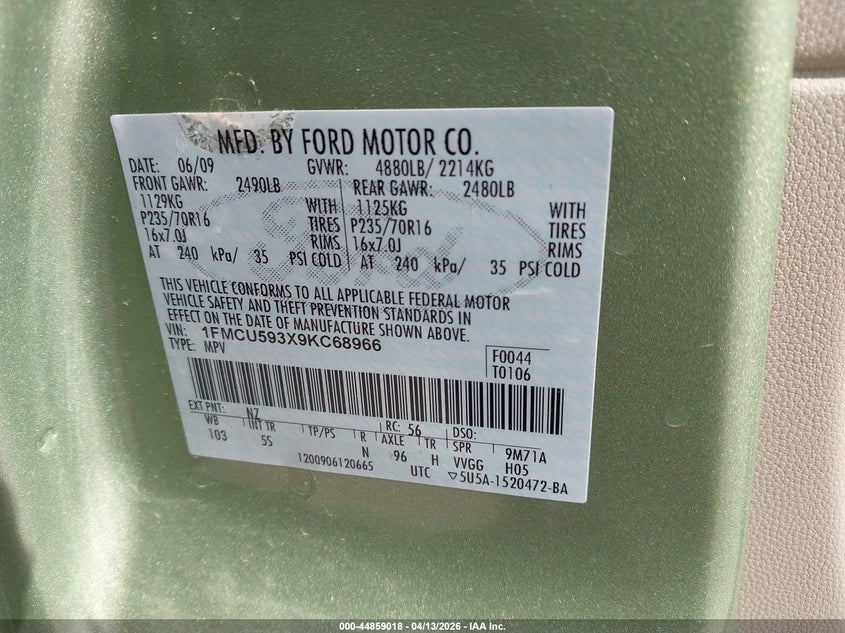 MFD. BY FORD MOTOR CO.
DATE: 06/09 GVWR: 4880LB/ 2214KG
FRONT GAWR: 2490LB REAR GAWR: 2480LB
1129KG WITH 1125KG WITH
P235/70R16 TIRES P235/70R16 TIRES
16x7.0J RIMS 16x7.0J RIMS
AT 240 kPa/ 35 PSI COLD AT 240 kPa/ 35 PSI COLD
Ford
THIS VEHICLE CONFORMS TO ALL APPLICABLE FEDERAL MOTOR
VEHICLE SAFETY AND THEFT PREVENTION STANDARDS IN
EFFECT ON THE DATE OF MANUFACTURE SHOWN ABOVE.
VIN: 1FMCU593X9KC68966
TYPE: MPV
F0044
T0106
EXT PNT: NZ RC: 56 DSO:
WB INT TR TP/PS R AXLE TR SPR 9M71A
103 5S N 96 H VVGG H05
1200906120665 UTC ▽5U5A-1520472-BA
000-44859018 - 04/13/2026 - IAA Inc.